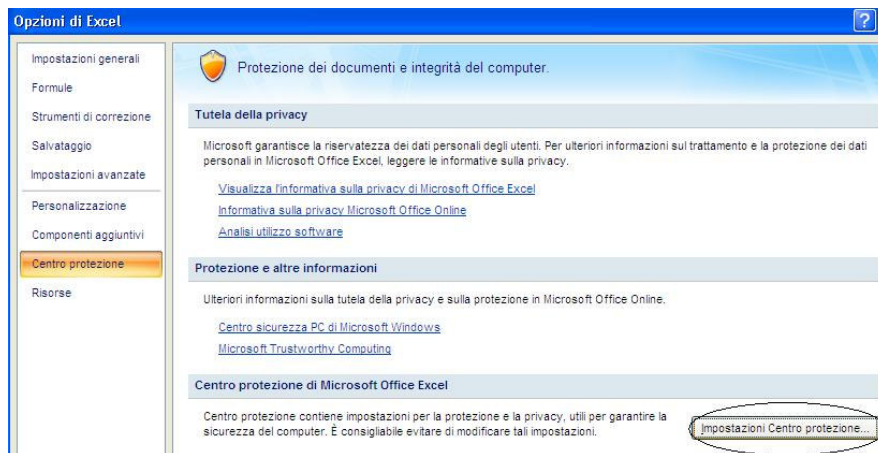 Opzioni di Excel
?
Impostazioni generali
Formule
Strumenti di correzione
Salvataggio
Impostazioni avanzate
Personalizzazione
Componenti aggiuntivi
Centro protezione
Risorse
Protezione dei documenti e integrità del computer.
Tutela della privacy
Microsoft garantisce la riservatezza dei dati personali degli utenti. Per ulteriori informazioni sul trattamento e la protezione dei dati
personali in Microsoft Office Excel, leggere le informative sulla privacy.
Visualizza l'informativa sulla privacy di Microsoft Office Excel
Informativa sulla privacy Microsoft Office Online
Analisi utilizzo software
Protezione e altre informazioni
Ulteriori informazioni sulla tutela della privacy e sulla protezione in Microsoft Office Online.
Centro sicurezza PC di Microsoft Windows
Microsoft Trustworthy Computing
Centro protezione di Microsoft Office Excel
Centro protezione contiene impostazioni per la protezione e la privacy, utili per garantire la
sicurezza del computer. È consigliabile evitare di modificare tali impostazioni.
Impostazioni Centro protezione...